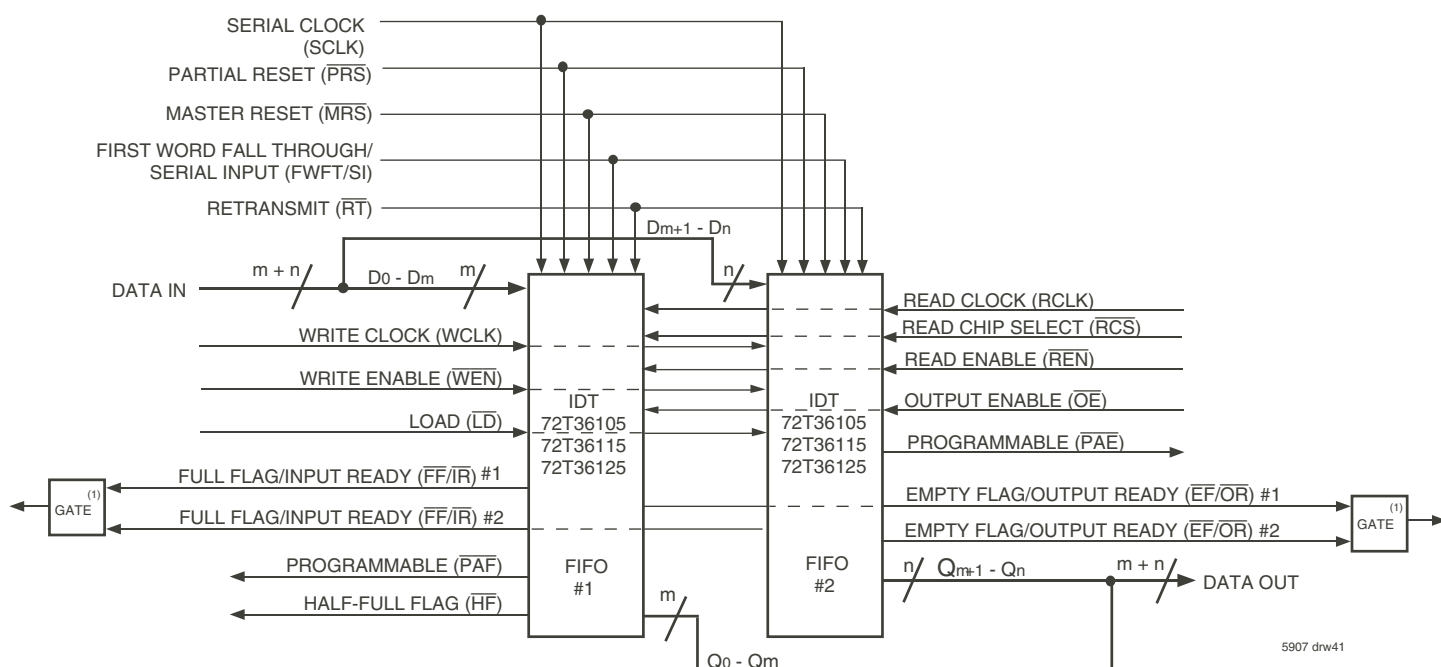 SERIAL CLOCK
(SCLK)
PARTIAL RESET (PRS)
MASTER RESET (MRS)
FIRST WORD FALL THROUGH/
SERIAL INPUT (FWFT/SI)
RETRANSMIT (RT)
Dm+1 - Dn
m + n
D0 - Dm
m
n
DATA IN
READ CLOCK (RCLK)
READ CHIP SELECT (RCS)
WRITE CLOCK (WCLK)
READ ENABLE (REN)
WRITE ENABLE (WEN)
OUTPUT ENABLE (OE)
LOAD (LD)
IDT
72T36105
72T36115
72T36125
IDT
72T36105
72T36115
72T36125
PROGRAMMABLE (PAE)
FULL FLAG/INPUT READY (FF/IR) #1
EMPTY FLAG/OUTPUT READY (EF/OR) #1
(1)
GATE
(1)
GATE
FULL FLAG/INPUT READY (FF/IR) #2
EMPTY FLAG/OUTPUT READY (EF/OR) #2
PROGRAMMABLE (PAF)
FIFO
#1
FIFO
#2
n
Qm+1 - Qn
m + n
DATA OUT
HALF-FULL FLAG (HF)
m
Q0 - Qm
5907 drw41